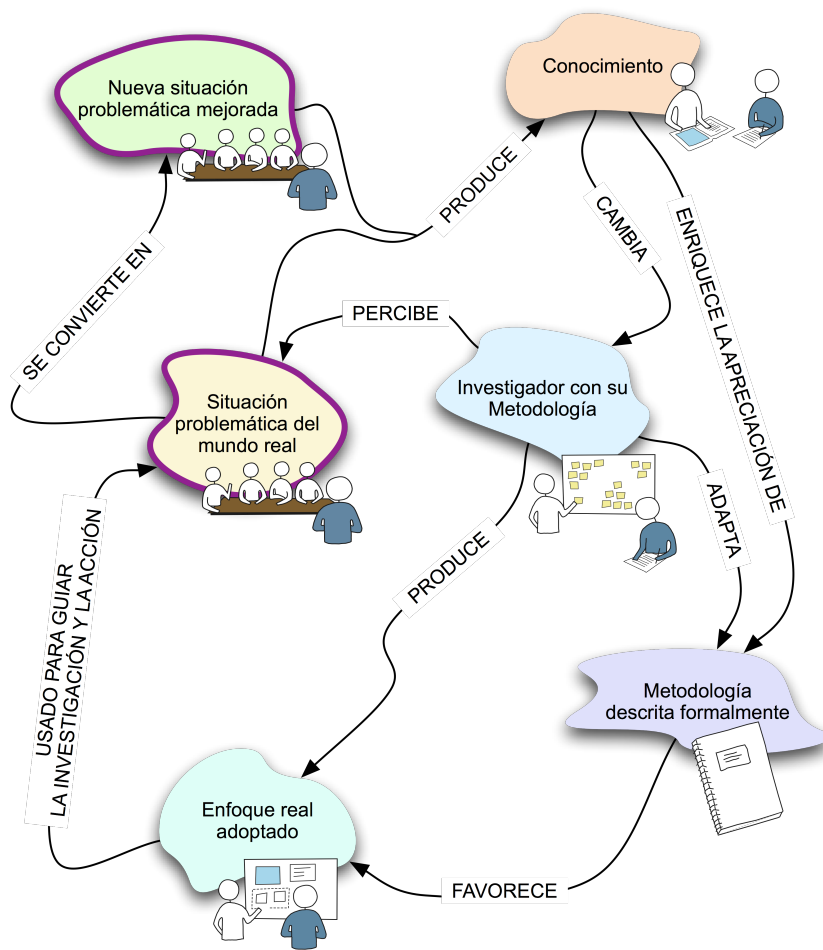 Nueva situación
problemática mejorada
Conocimiento
PRODUCE
CAMBIA
ENRIQUECE LA APRECIACIÓN DE
SE CONVIERTE EN
PERCIBE
Investigador con su
Metodología
Situación
problemática del
mundo real
ADAPTA
PRODUCE
USADO PARA GUIAR
LA INVESTIGACIÓN Y LA ACCIÓN
Metodología
descrita formalmente
Enfoque real
adoptado
FAVORECE